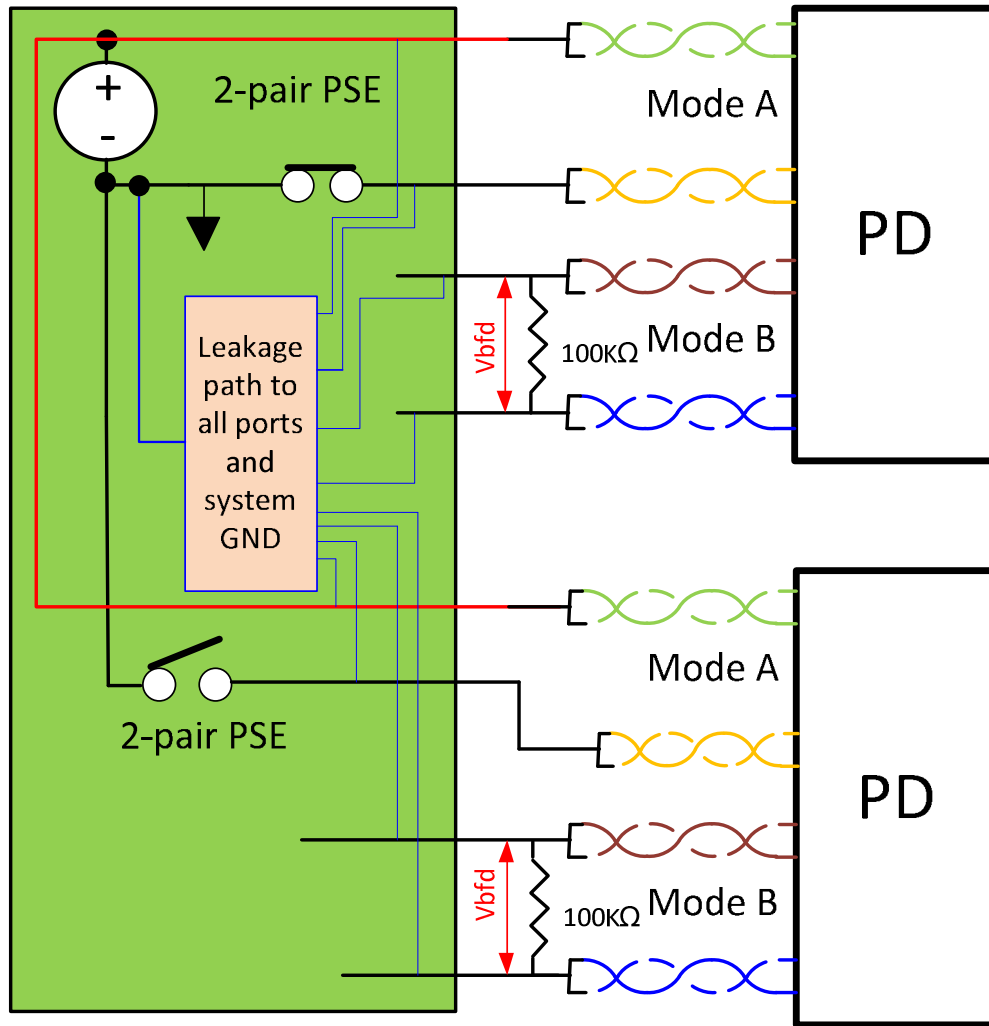 +
-
2-pair PSE
Mode A
PD
Leakage
path to
all ports
and
system
GND
Vbfd
100KΩ
Mode B
2-pair PSE
Mode A
PD
Vbfd
100KΩ
Mode B